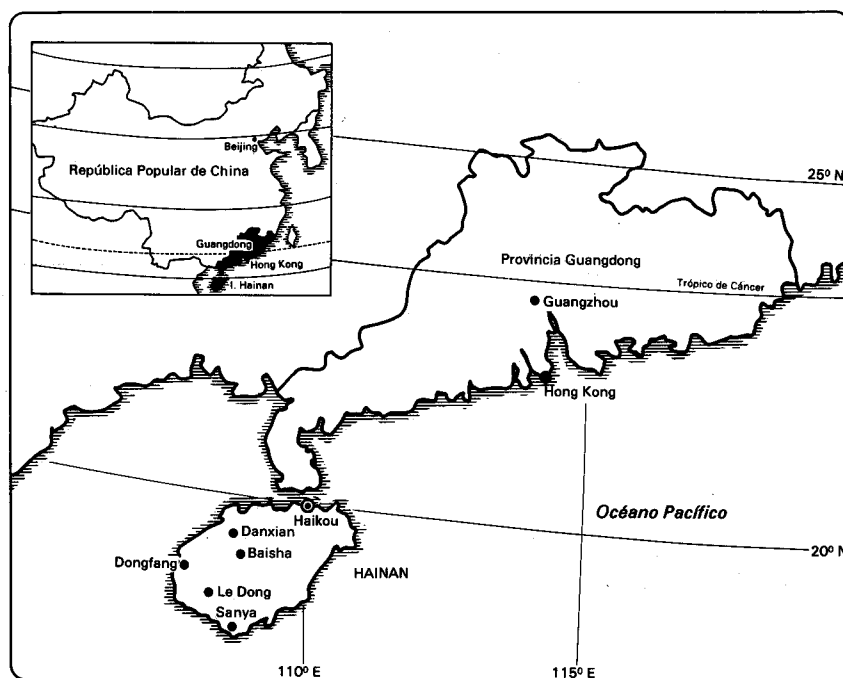 Beijing
República Popular de China
Guangdong
Hong Kong
I. Hainan
25º N
Provincia Guangdong
Trópico de Cáncer
Guangzhou
Hong Kong
Océano Pacífico
Haikou
Danxian
Baisha
Dongfang
HAINAN
20º N
Le Dong
Sanya
110º E
115º E